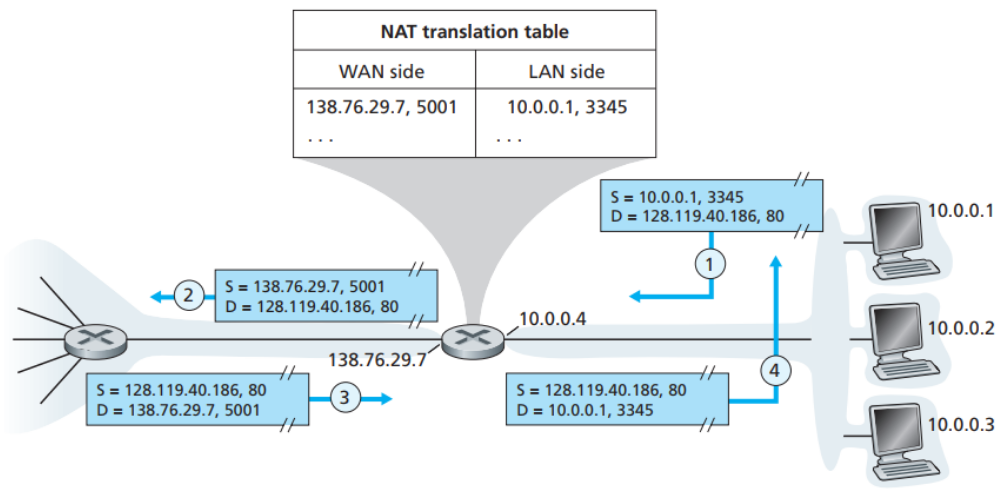 NAT translation table
WAN side
LAN side
138.76.29.7, 5001
10.0.0.1, 3345
. . .
. . .
S = 10.0.0.1, 3345
D = 128.119.40.186, 80
1
10.0.0.1
S = 138.76.29.7, 5001
D = 128.119.40.186, 80
2
10.0.0.4
138.76.29.7
10.0.0.2
S = 128.119.40.186, 80
D = 138.76.29.7, 5001
3
S = 128.119.40.186, 80
D = 10.0.0.1, 3345
4
10.0.0.3